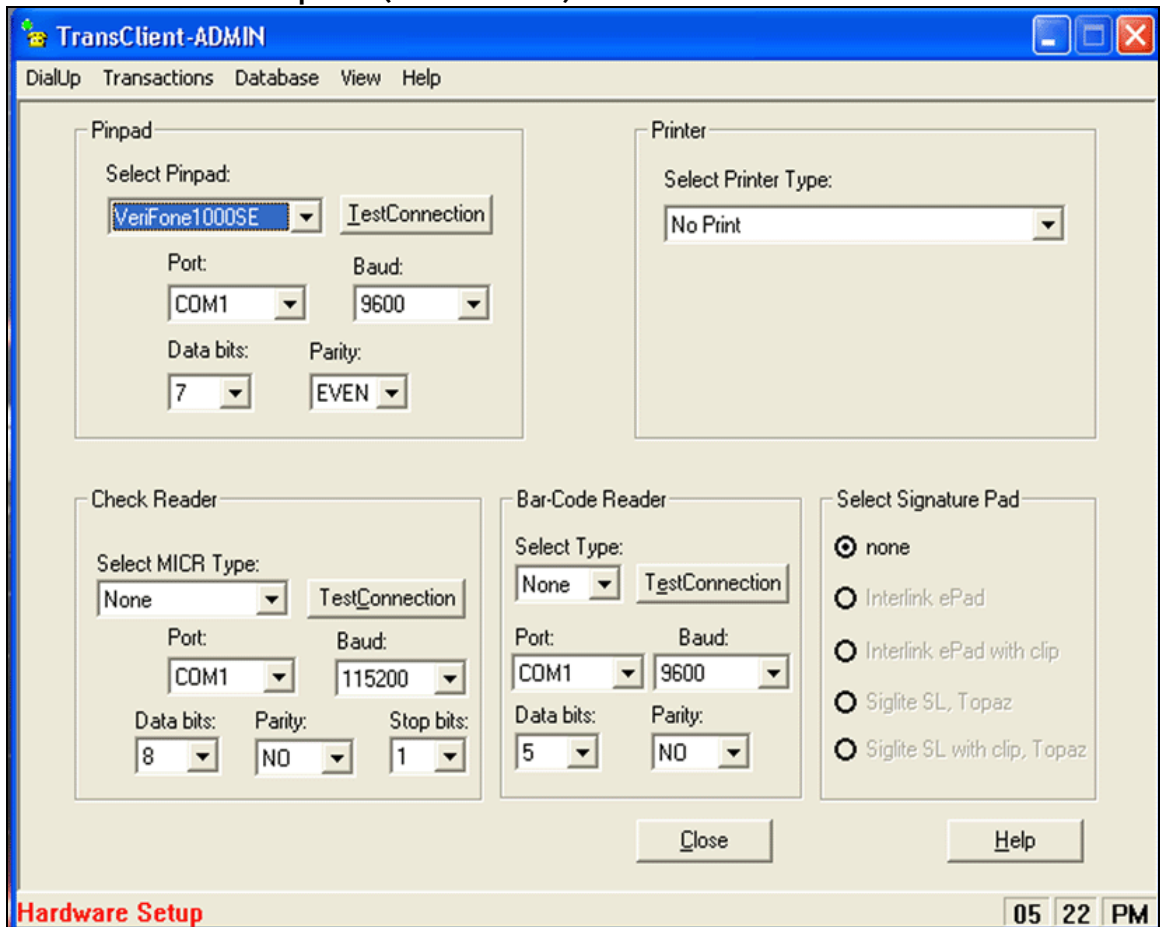 TransClient-ADMIN
DialUp Transactions Database View Help
Pinpad
Select Pinpad:
VeriFone1000SE TestConnection
Port: Baud:
COM1 9600
Data bits: Parity:
7 EVEN
Printer
Select Printer Type:
No Print
Check Reader
Select MICR Type:
None TestConnection
Port: Baud:
COM1 115200
Data bits: Parity: Stop bits:
8 NO 1
Bar-Code Reader
Select Type:
None TestConnection
Port: Baud:
COM1 9600
Data bits: Parity:
5 NO
Select Signature Pad
none
Interlink ePad
Interlink ePad with clip
Siglite SL, Topaz
Siglite SL with clip, Topaz
Close Help
Hardware Setup 05 22 PM